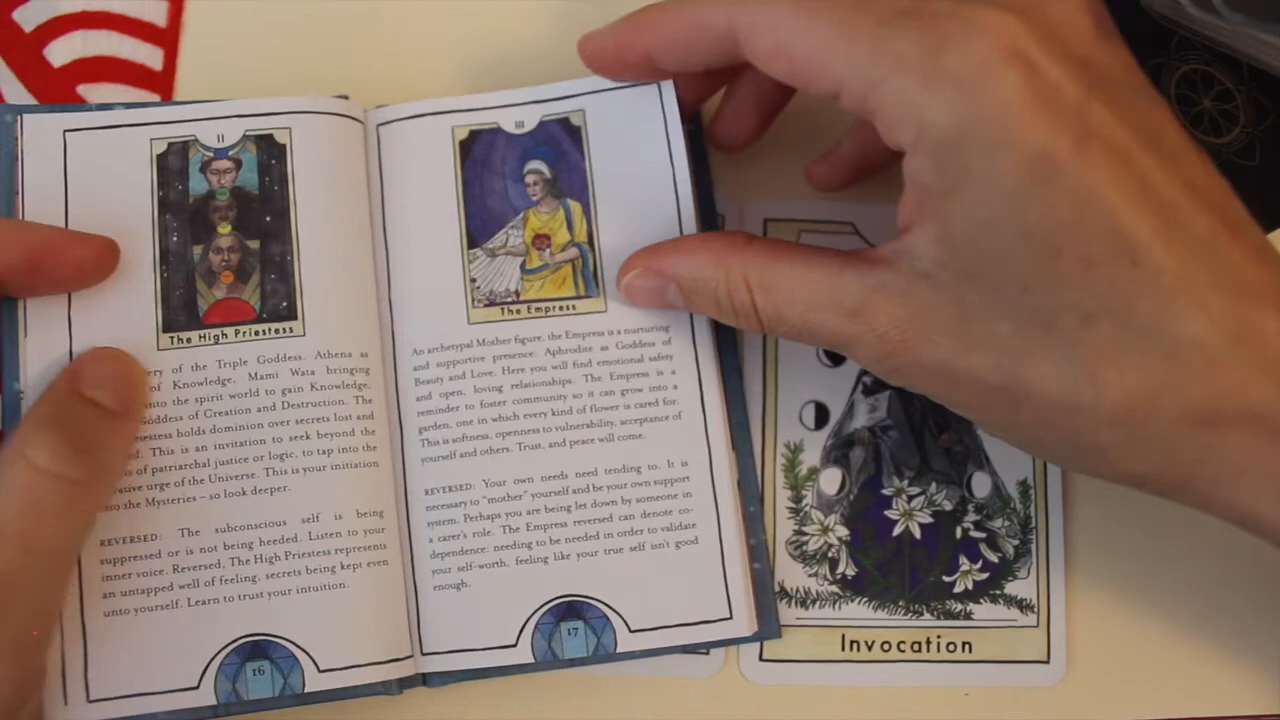 II
The High Priestess
ery of the Triple Goddess. Athena as
of Knowledge, Mami Wata bringing
into the spirit world to gain Knowledge,
Goddess of Creation and Destruction. The
Priestess holds dominion over secrets lost and
d. This is an invitation to seek beyond the
s of patriarchal justice or logic, to tap into the
ative urge of the Universe. This is your initiation
the Mysteries – so look deeper.
REVERSED: The subconscious self is being
suppressed or is not being heeded. Listen to your
inner voice. Reversed, The High Priestess represents
an untapped well of feeling, secrets being kept even
unto yourself. Learn to trust your intuition.
16
III
The Empress
An archetypal Mother figure, the Empress is a nurturing
and supportive presence. Aphrodite as Goddess of
Beauty and Love. Here you will find emotional safety
and open, loving relationships. The Empress is a
reminder to foster community so it can grow into a
garden, one in which every kind of flower is cared for.
This is softness, openness to vulnerability, acceptance of
yourself and others. Trust, and peace will come.
REVERSED: Your own needs need tending to. It is
necessary to "mother" yourself and be your own support
system. Perhaps you are being let down by someone in
a carer's role. The Empress reversed can denote co-
dependence: needing to be needed in order to validate
your self-worth, feeling like your true self isn't good
enough.
17
Invocation